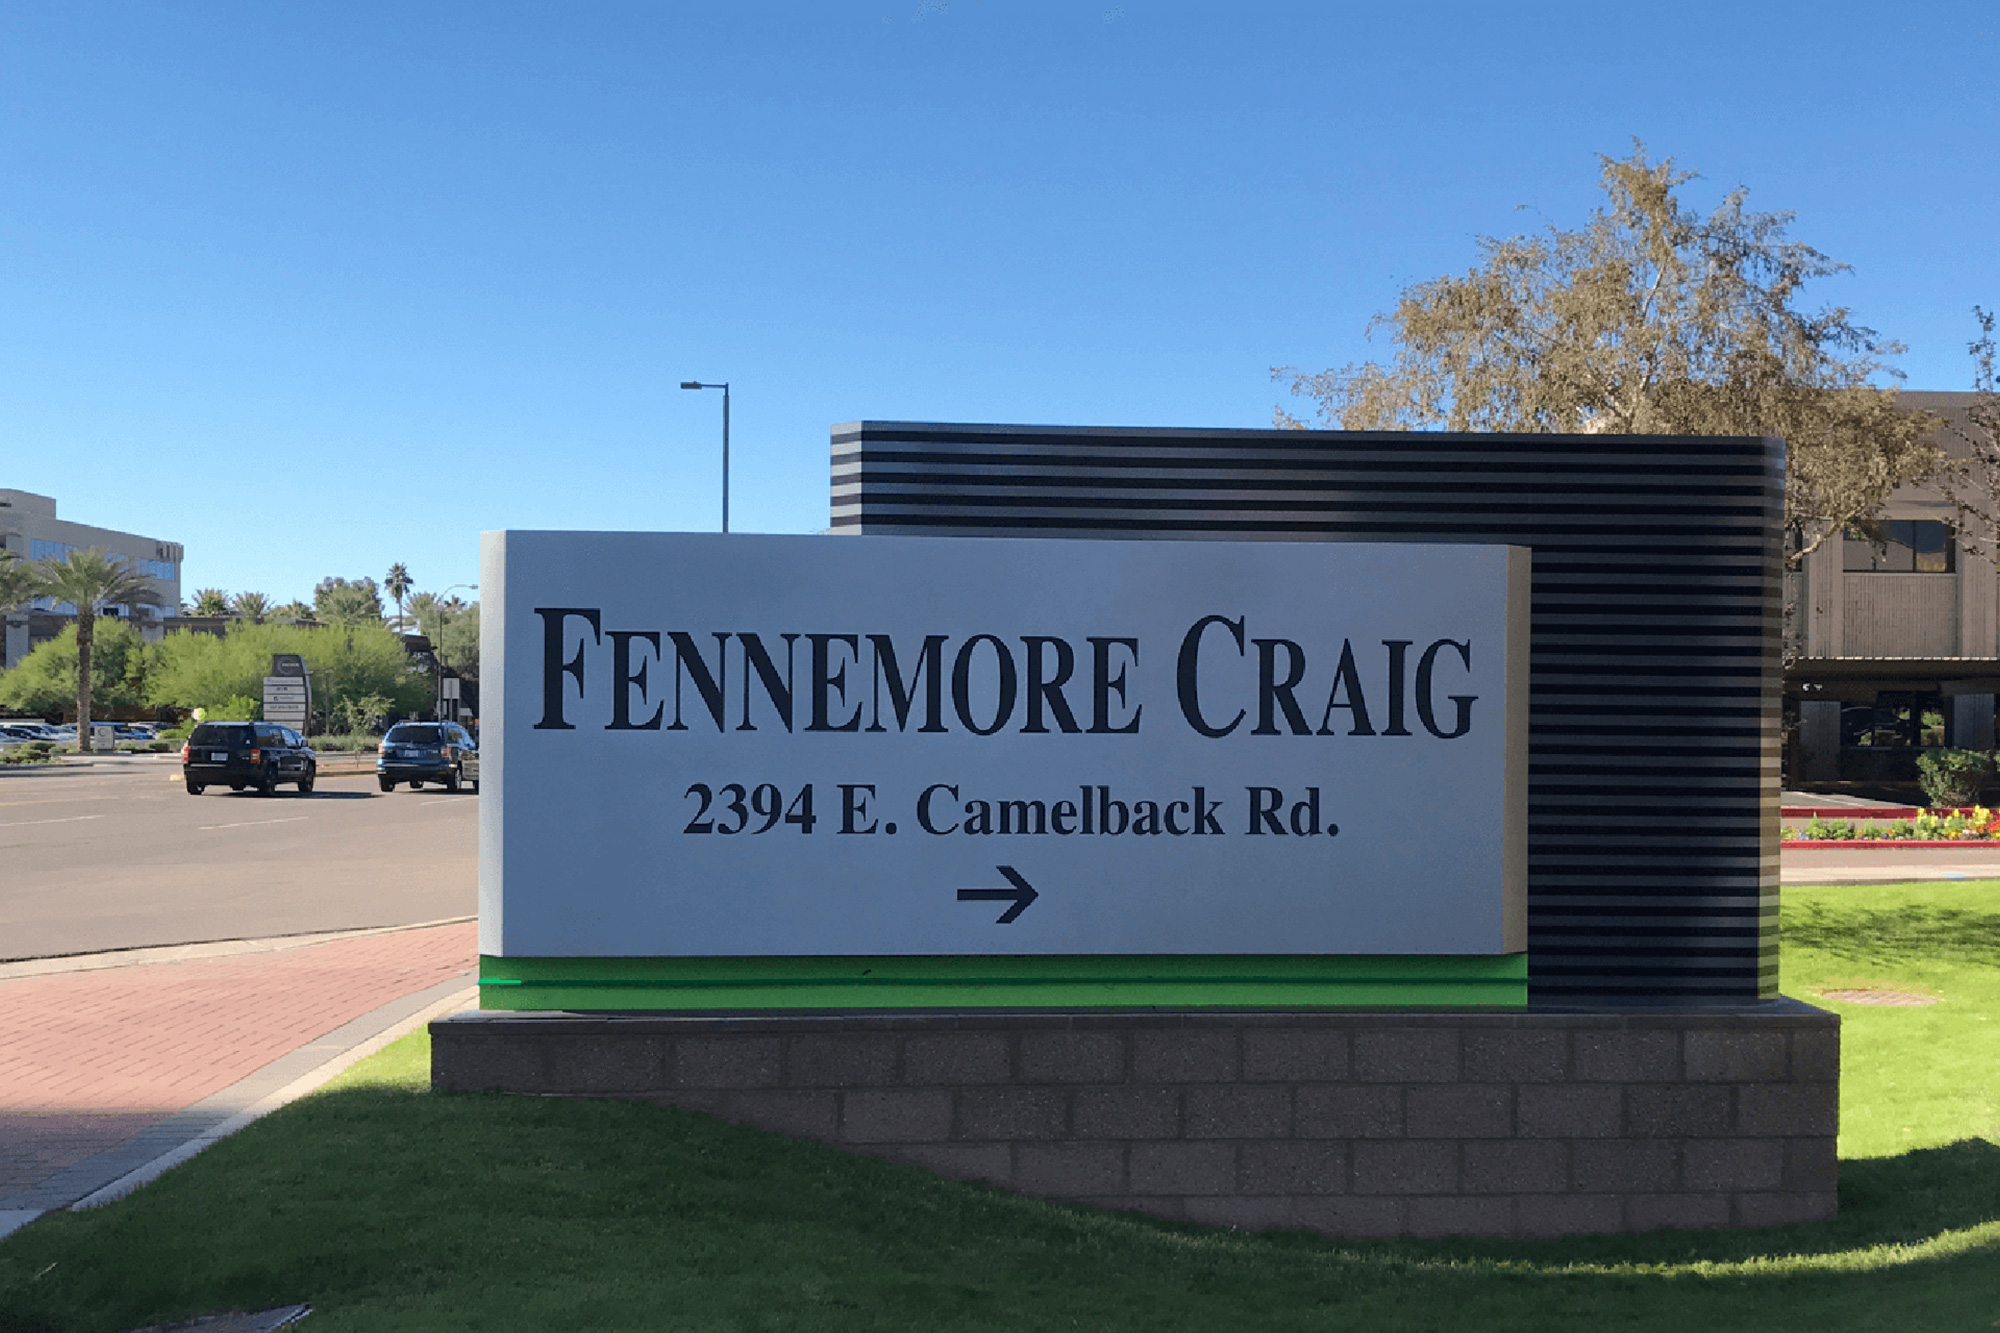 FENNEMORE CRAIG
2394 E. Camelback Rd.
→